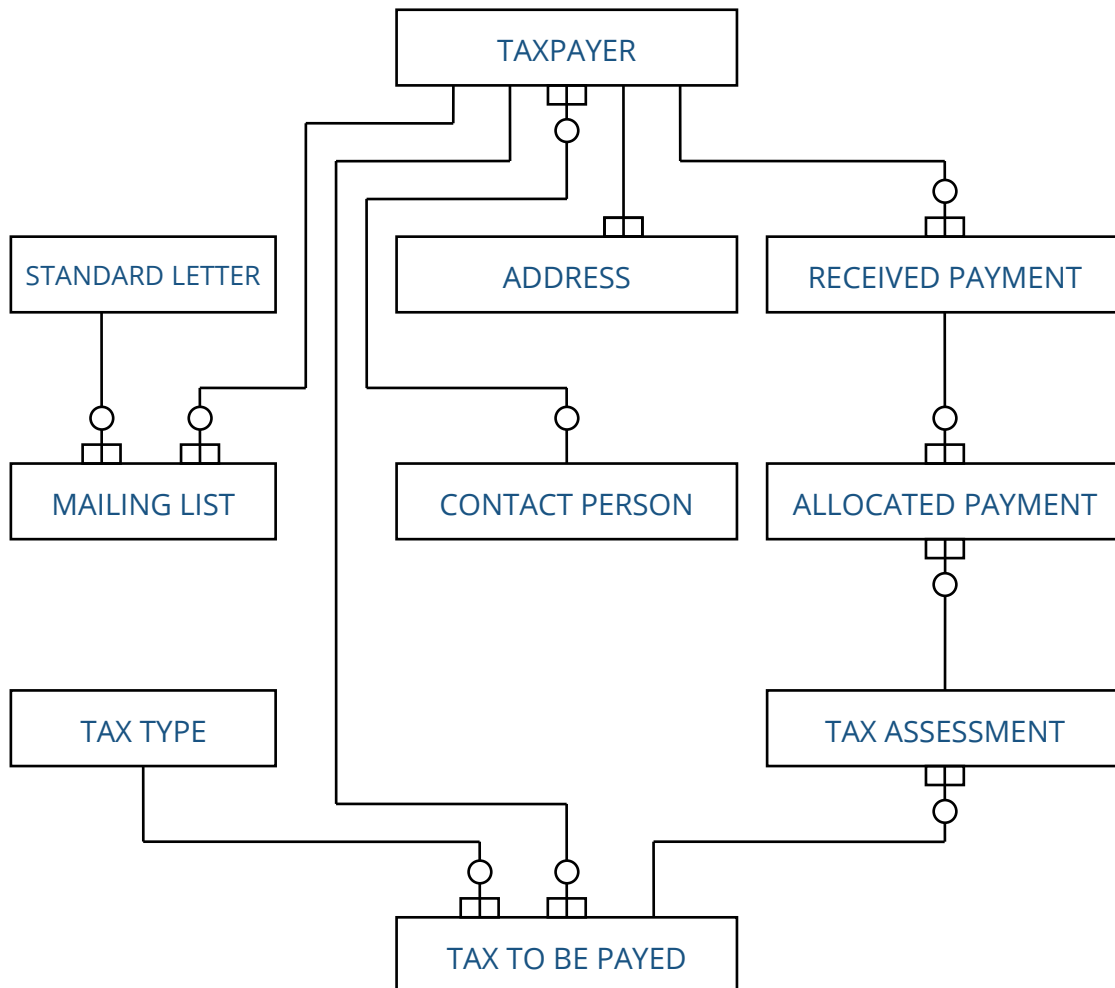 TAXPAYER
STANDARD LETTER
ADDRESS
RECEIVED PAYMENT
MAILING LIST
CONTACT PERSON
ALLOCATED PAYMENT
TAX TYPE
TAX ASSESSMENT
TAX TO BE PAYED